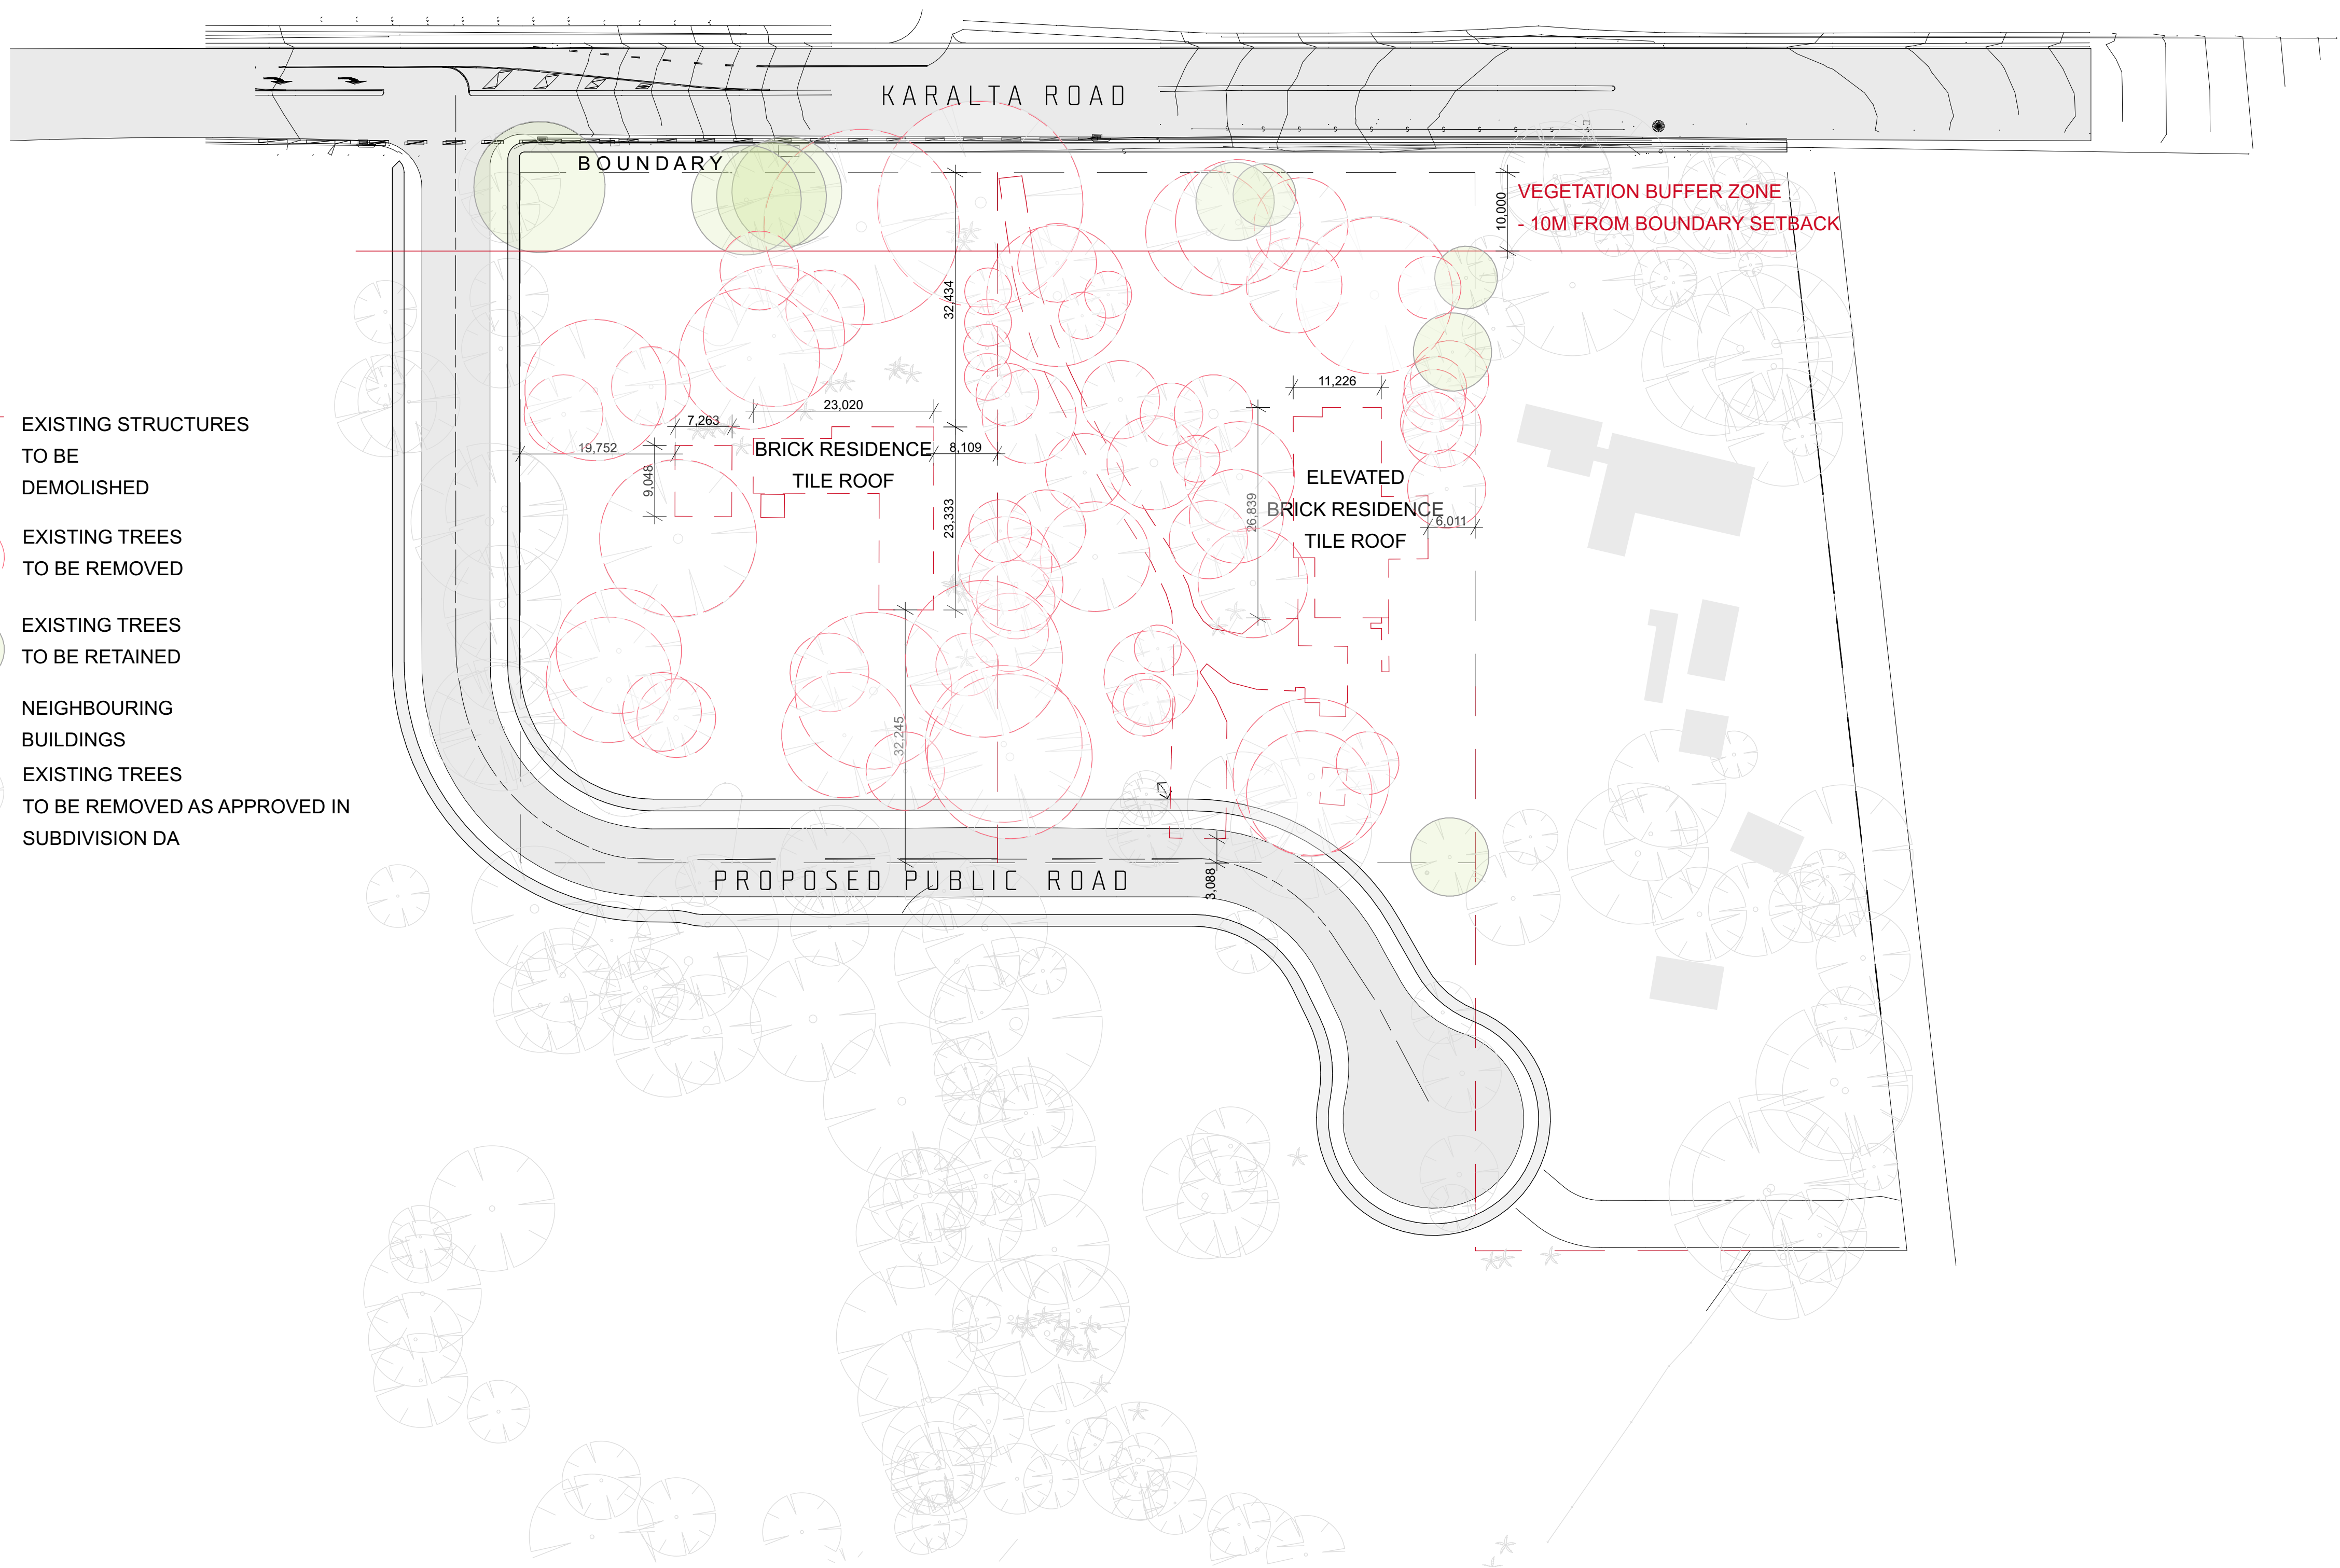 KARALTA ROAD
BOUNDARY
VEGETATION BUFFER ZONE
- 10M FROM BOUNDARY SETBACK
10,000
32,434
11,226
23,020
7,263
19,752
8,109
9,048
BRICK RESIDENCE
TILE ROOF
23,333
26,839
ELEVATED
BRICK RESIDENCE
TILE ROOF
6,011
32,245
3,088
PROPOSED PUBLIC ROAD
EXISTING STRUCTURES
TO BE
DEMOLISHED
EXISTING TREES
TO BE REMOVED
EXISTING TREES
TO BE RETAINED
NEIGHBOURING
BUILDINGS
EXISTING TREES
TO BE REMOVED AS APPROVED IN
SUBDIVISION DA